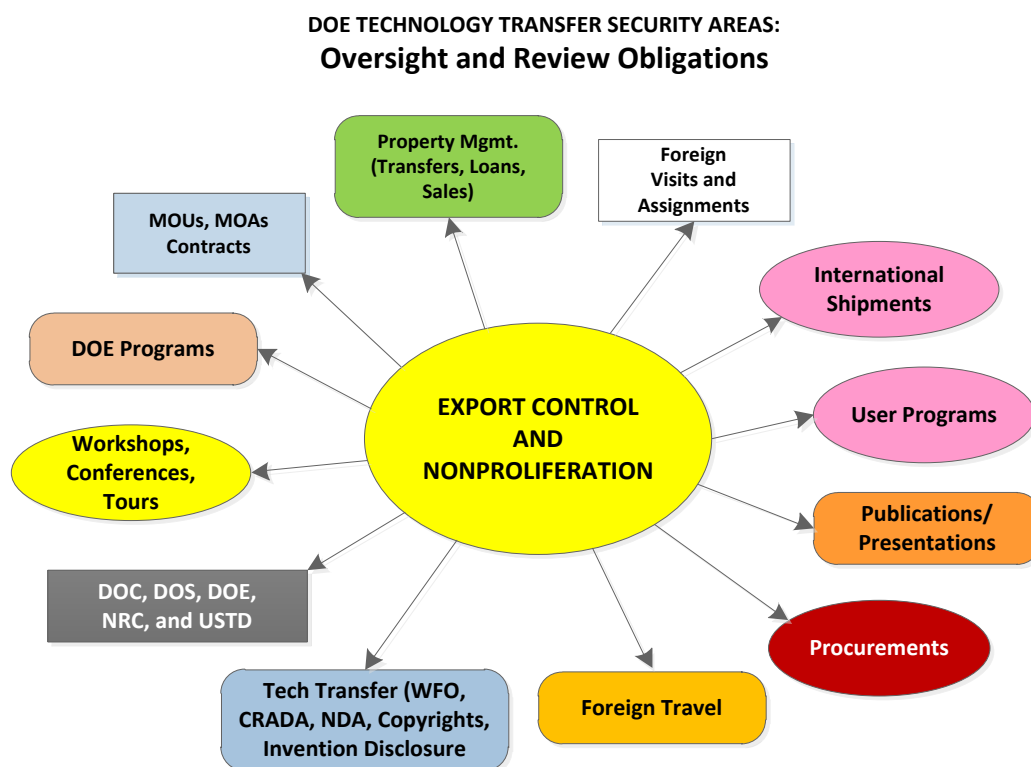 DOE TECHNOLOGY TRANSFER SECURITY AREAS:
Oversight and Review Obligations
Property Mgmt.
(Transfers, Loans,
Sales)
Foreign
Visits and
Assignments
MOUs, MOAs
Contracts
International
Shipments
DOE Programs
EXPORT CONTROL
AND
NONPROLIFERATION
User Programs
Workshops,
Conferences,
Tours
Publications/
Presentations
DOC, DOS, DOE,
NRC, and USTD
Procurements
Tech Transfer (WFO,
CRADA, NDA, Copyrights,
Invention Disclosure
Foreign Travel